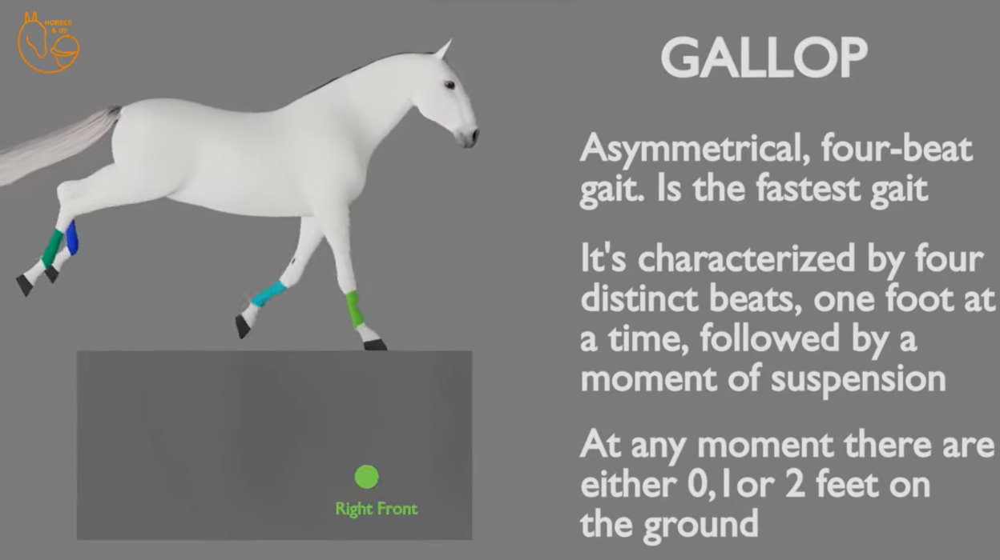 HORSES
& US
GALLOP
Asymmetrical, four-beat
gait. Is the fastest gait
It's characterized by four
distinct beats, one foot at
a time, followed by a
moment of suspension
At any moment there are
either 0,1or 2 feet on
the ground
Right Front